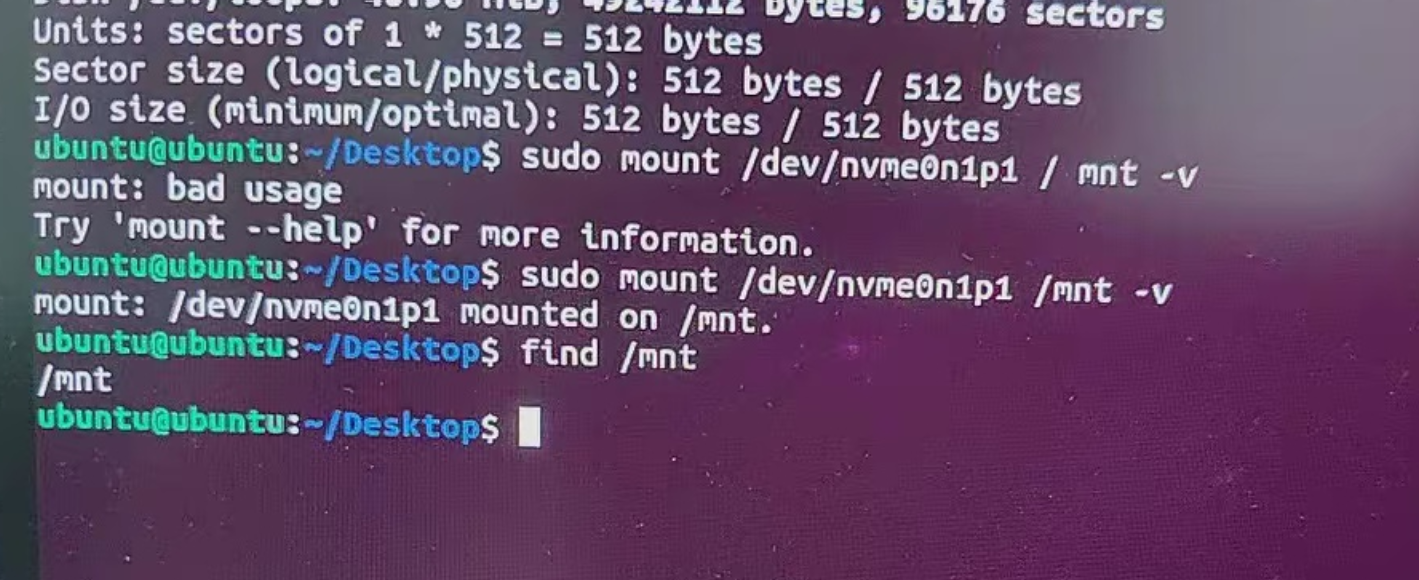 bytes, 96176 sectors
Units: sectors of 1 * 512 = 512 bytes
Sector size (logical/physical): 512 bytes / 512 bytes
I/O size (minimum/optimal): 512 bytes / 512 bytes
ubuntu@ubuntu:~/Desktop$ sudo mount /dev/nvme0n1p1 / mnt -v
mount: bad usage
Try 'mount --help' for more information.
ubuntu@ubuntu:~/Desktop$ sudo mount /dev/nvme0n1p1 /mnt -v
mount: /dev/nvme0n1p1 mounted on /mnt.
ubuntu@ubuntu:~/Desktop$ find /mnt
/mnt
ubuntu@ubuntu:~/Desktop$